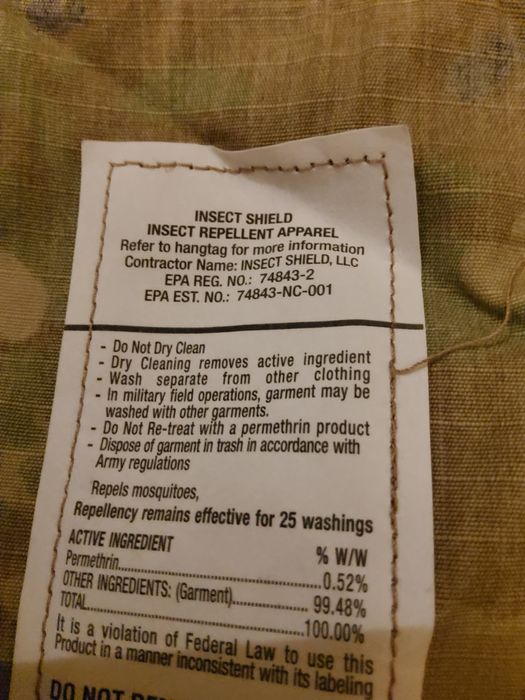 INSECT SHIELD
INSECT REPELLENT APPAREL
Refer to hangtag for more information
Contractor Name: INSECT SHIELD, LLC
EPA REG. NO.: 74843-2
EPA EST. NO.: 74843-NC-001
- Do Not Dry Clean
- Dry Cleaning removes active ingredient
- Wash separate from other clothing
- In military field operations, garment may be
washed with other garments.
- Do Not Re-treat with a permethrin product
- Dispose of garment in trash in accordance with
Army regulations
Repels mosquitoes,
Repellency remains effective for 25 washings
ACTIVE INGREDIENT % W/W
Permethrin..............................................0.52%
OTHER INGREDIENTS: (Garment)................ 99.48%
TOTAL......................................................100.00%
It is a violation of Federal Law to use this
Product in a manner inconsistent with its labeling
DO NOT